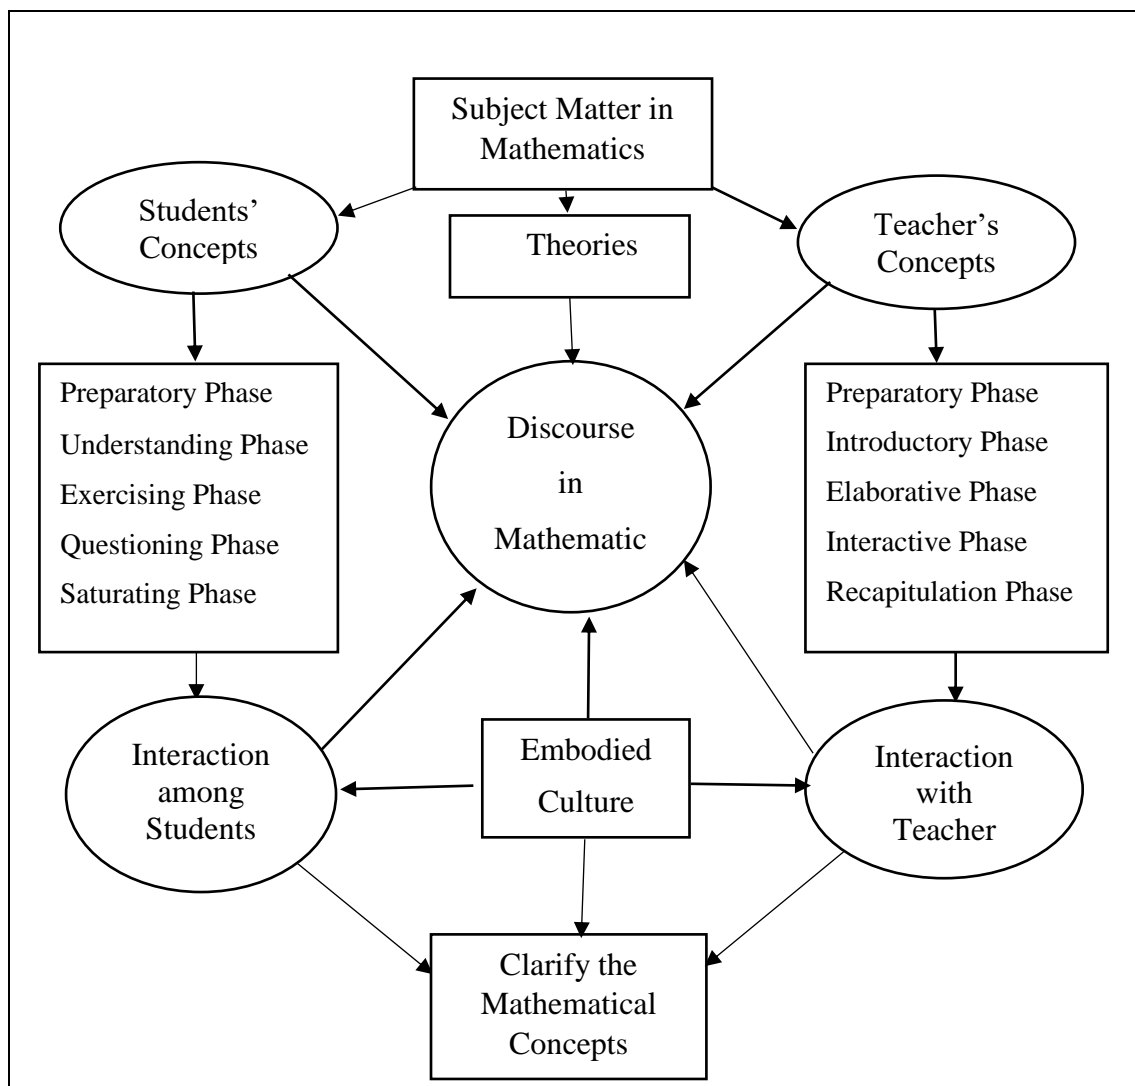 Subject Matter in
Mathematics
Students’
Concepts
Theories
Teacher’s
Concepts
Preparatory Phase
Understanding Phase
Exercising Phase
Questioning Phase
Saturating Phase
Discourse
in
Mathematic
Preparatory Phase
Introductory Phase
Elaborative Phase
Interactive Phase
Recapitulation Phase
Interaction
among
Students
Embodied
Culture
Interaction
with
Teacher
Clarify the
Mathematical
Concepts